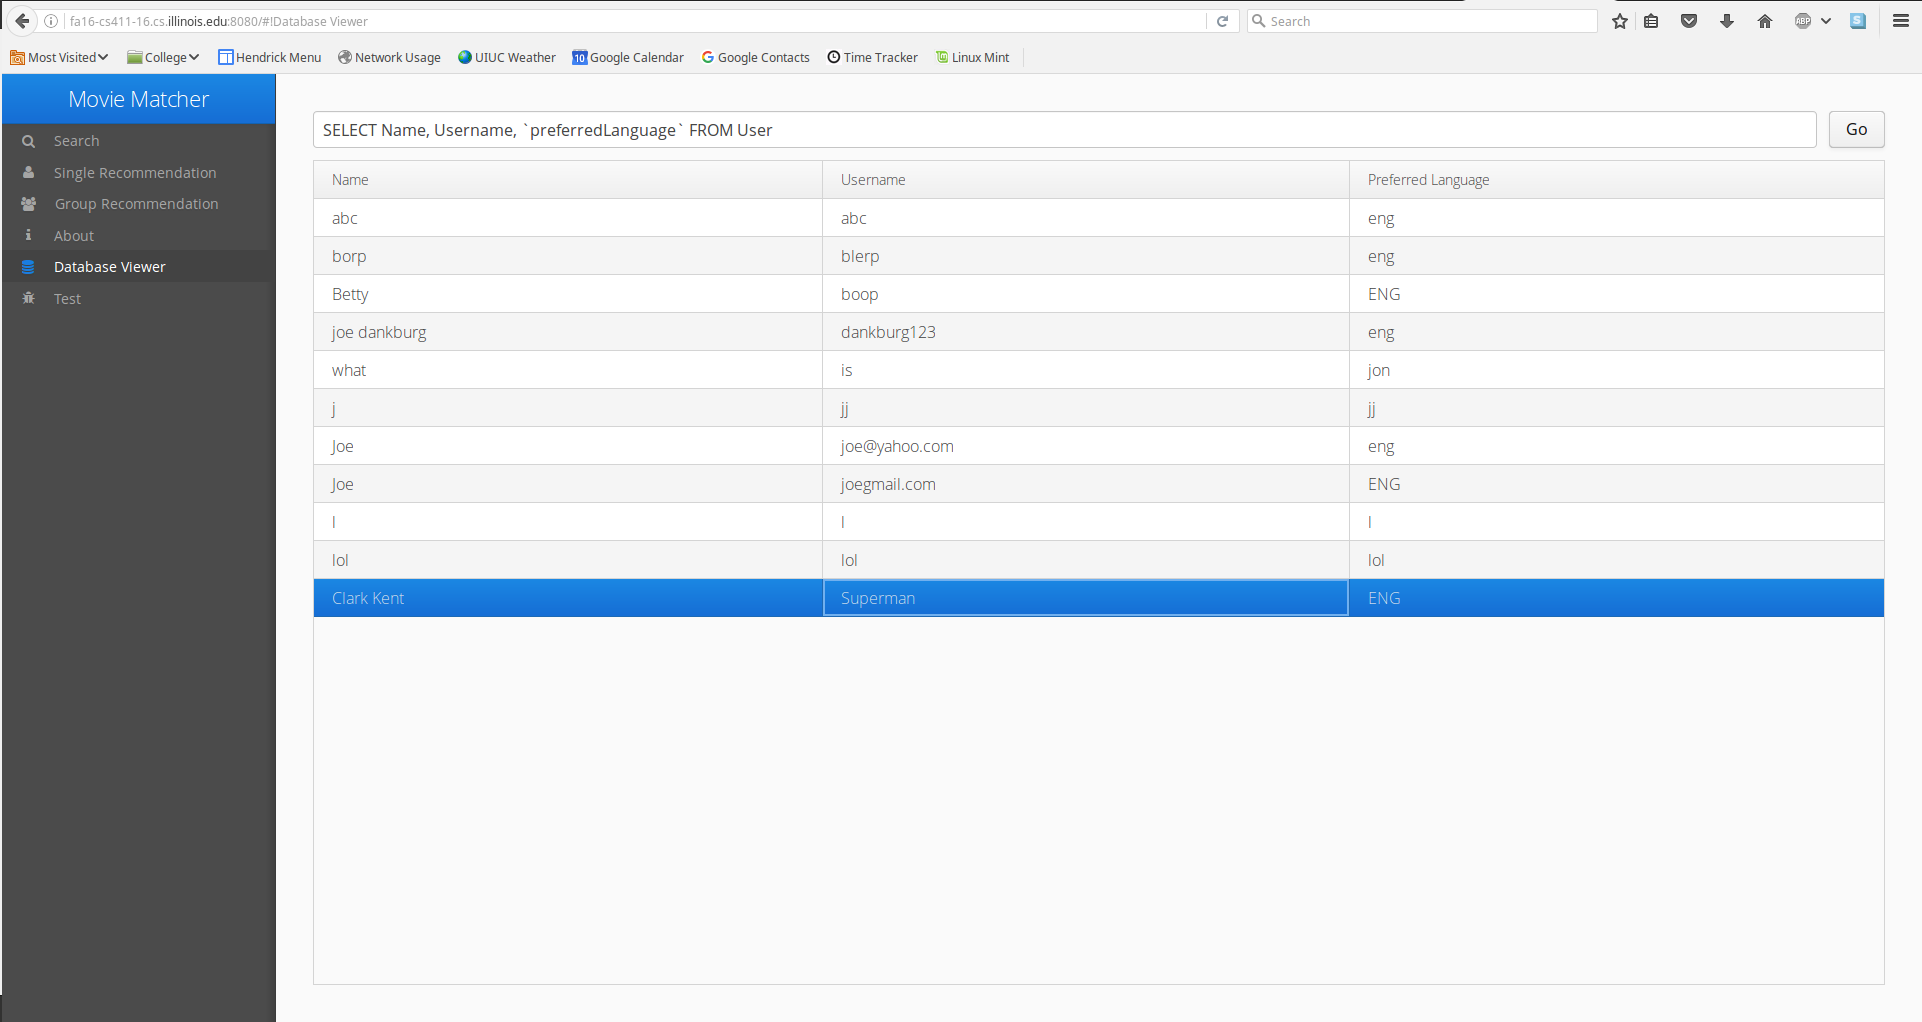 fa16-cs411-16.cs.illinois.edu:8080/#!Database Viewer
Search
ABP
S
Most Visited
College
Hendrick Menu
Network Usage
UIUC Weather
10 Google Calendar
G Google Contacts
Time Tracker
Linux Mint
Movie Matcher
Search
Single Recommendation
Group Recommendation
About
Database Viewer
Test
SELECT Name, Username, `preferredLanguage` FROM User
Go
Name Username Preferred Language
abc abc eng
borp blerp eng
Betty boop ENG
joe dankburg dankburg123 eng
what is jon
j jj jj
Joe joe@yahoo.com eng
Joe joegmail.com ENG
l l l
lol lol lol
Clark Kent Superman ENG